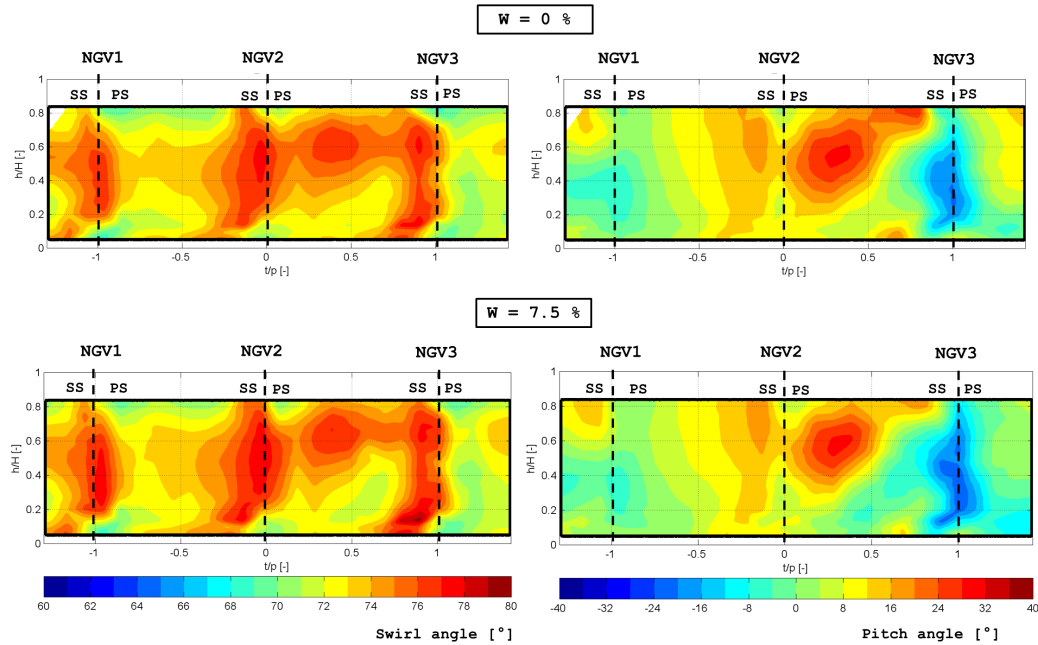 W = 0 %
NGV1 NGV2 NGV3 NGV1 NGV2 NGV3
SS PS SS PS SS PS SS PS SS PS SS PS
1 0.8 0.6 0.4 0.2 0
h/H [-]
-1 -0.5 0 0.5 1
t/p [-]
1 0.8 0.6 0.4 0.2 0
h/H [-]
-1 -0.5 0 0.5 1
t/p [-]
W = 7.5 %
NGV1 NGV2 NGV3 NGV1 NGV2 NGV3
SS PS SS PS SS PS SS PS SS PS SS PS
1 0.8 0.6 0.4 0.2 0
h/H [-]
-1 -0.5 0 0.5 1
t/p [-]
1 0.8 0.6 0.4 0.2 0
h/H [-]
-1 -0.5 0 0.5 1
t/p [-]
60 62 64 66 68 70 72 74 76 78 80
Swirl angle [°]
-40 -32 -24 -16 -8 0 8 16 24 32 40
Pitch angle [°]